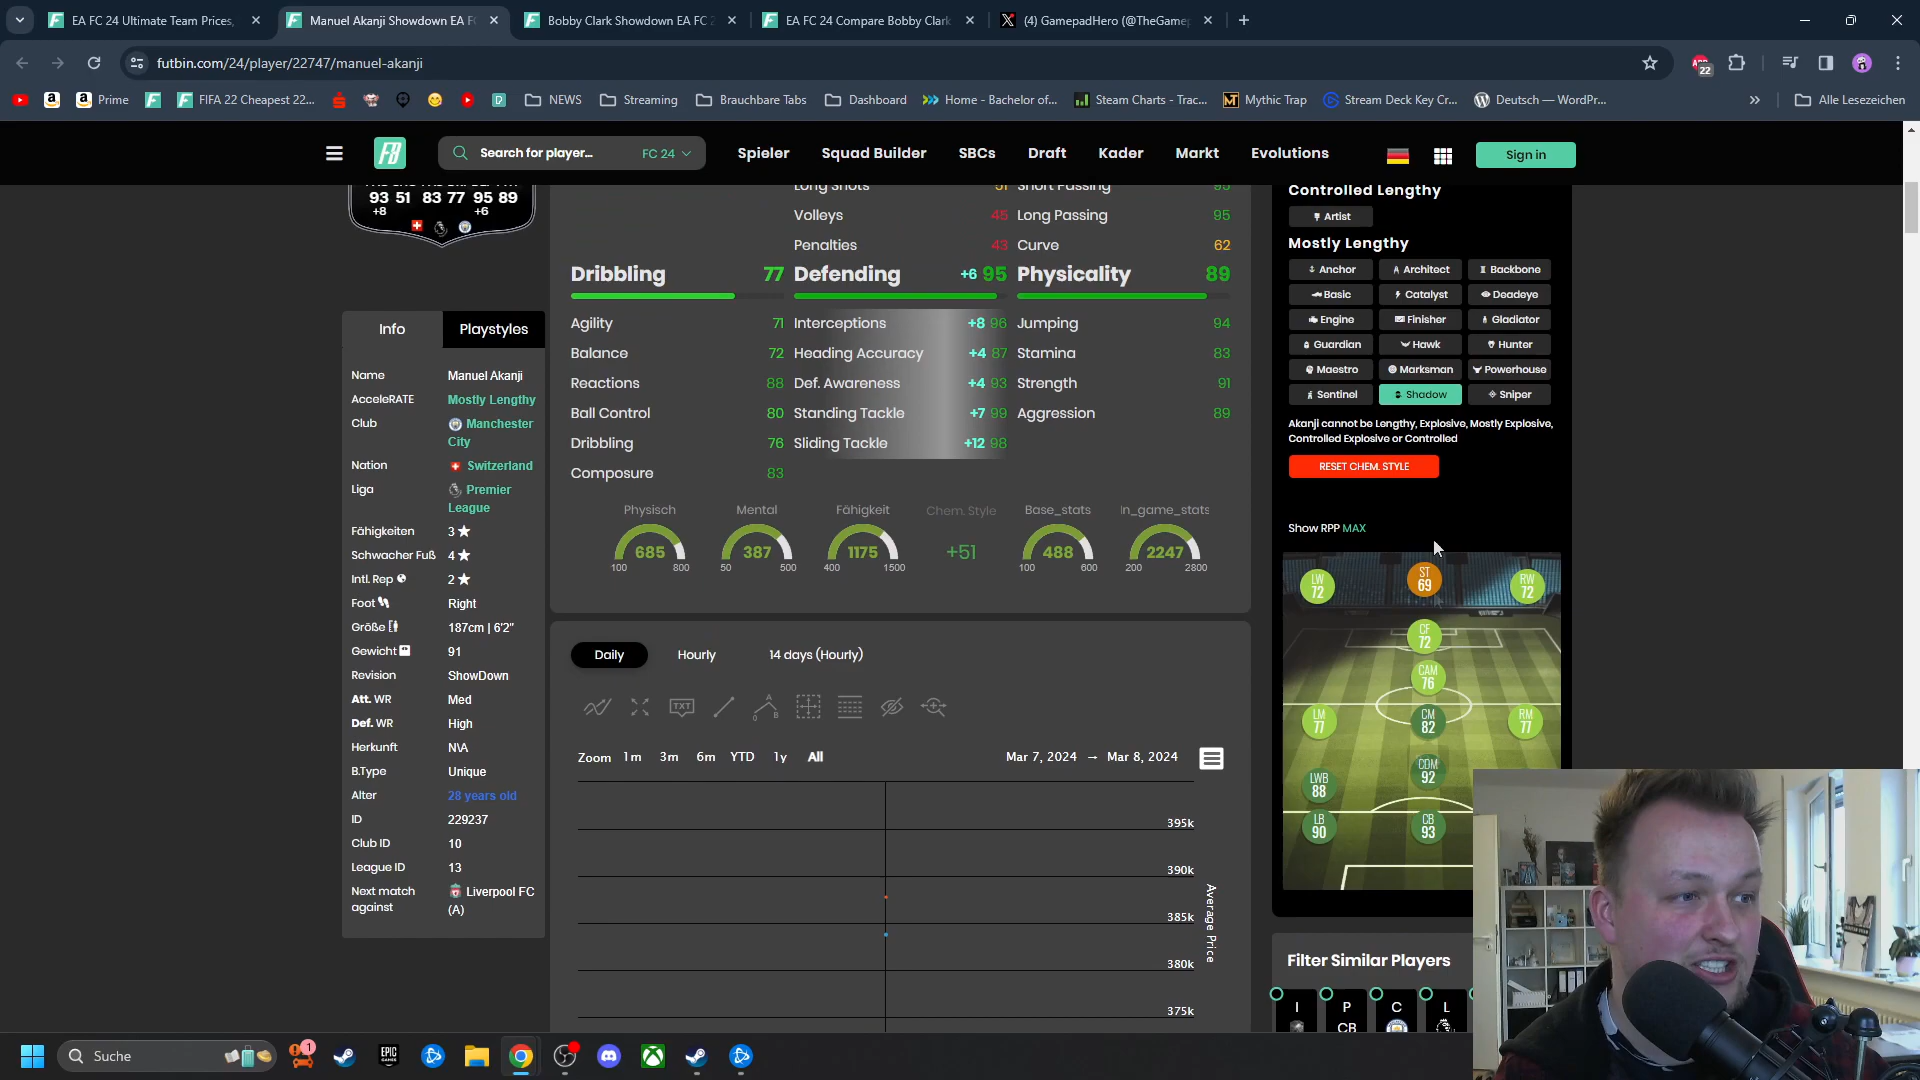 EA FC 24 Ultimate Team Prices,
Manuel Akanji Showdown EA FC
Bobby Clark Showdown EA FC 2
EA FC 24 Compare Bobby Clark
(4) GamepadHero (@TheGamep
futbin.com/24/player/22747/manuel-akanji
22
Prime
FIFA 22 Cheapest 22...
NEWS
Streaming
Brauchbare Tabs
Dashboard
Home - Bachelor of...
Steam Charts - Trac...
Mythic Trap
Stream Deck Key Cr...
Deutsch — WordPr...
Alle Lesezeichen
FB
Search for player...
FC 24
Spieler
Squad Builder
SBCs
Draft
Kader
Markt
Evolutions
Sign in
93 51 83 77 95 89
+8 +6
Long Shots 51
Volleys 45
Penalties 43
Short Passing 95
Long Passing 95
Curve 62
Dribbling 77
Agility 71
Balance 72
Reactions 88
Ball Control 80
Dribbling 76
Composure 83
Defending +6 95
Interceptions +8 96
Heading Accuracy +4 87
Def. Awareness +4 93
Standing Tackle +7 99
Sliding Tackle +12 98
Physicality 89
Jumping 94
Stamina 83
Strength 91
Aggression 89
Physisch 685 100 800
Mental 387 50 500
Fähigkeit 1175 400 1500
Chem. Style +51
Base_stats 488 100 600
In_game_stats 2247 200 2800
Info
Playstyles
Name Manuel Akanji
AcceleRATE Mostly Lengthy
Club Manchester City
Nation Switzerland
Liga Premier League
Fähigkeiten 3
Schwacher Fuß 4
Intl. Rep 2
Foot Right
Größe 187cm | 6'2"
Gewicht 91
Revision ShowDown
Att. WR Med
Def. WR High
Herkunft N\A
B.Type Unique
Alter 28 years old
ID 229237
Club ID 10
League ID 13
Next match against Liverpool FC (A)
Daily
Hourly
14 days (Hourly)
TXT
Zoom 1m 3m 6m YTD 1y All
Mar 7, 2024 → Mar 8, 2024
395k
390k
385k
380k
375k
Average Price
Controlled Lengthy
Artist
Mostly Lengthy
Anchor Architect Backbone
Basic Catalyst Deadeye
Engine Finisher Gladiator
Guardian Hawk Hunter
Maestro Marksman Powerhouse
Sentinel Shadow Sniper
Akanji cannot be Lengthy, Explosive, Mostly Explosive,
Controlled Explosive or Controlled
RESET CHEM. STYLE
Show RPP MAX
LW 72
ST 69
RW 72
CF 72
CAM 76
LM 77
CM 82
RM 77
LWB 88
CDM 92
LB 90
CB 93
Filter Similar Players
I
P
CB
C
L
Suche
1
EPIC GAMES